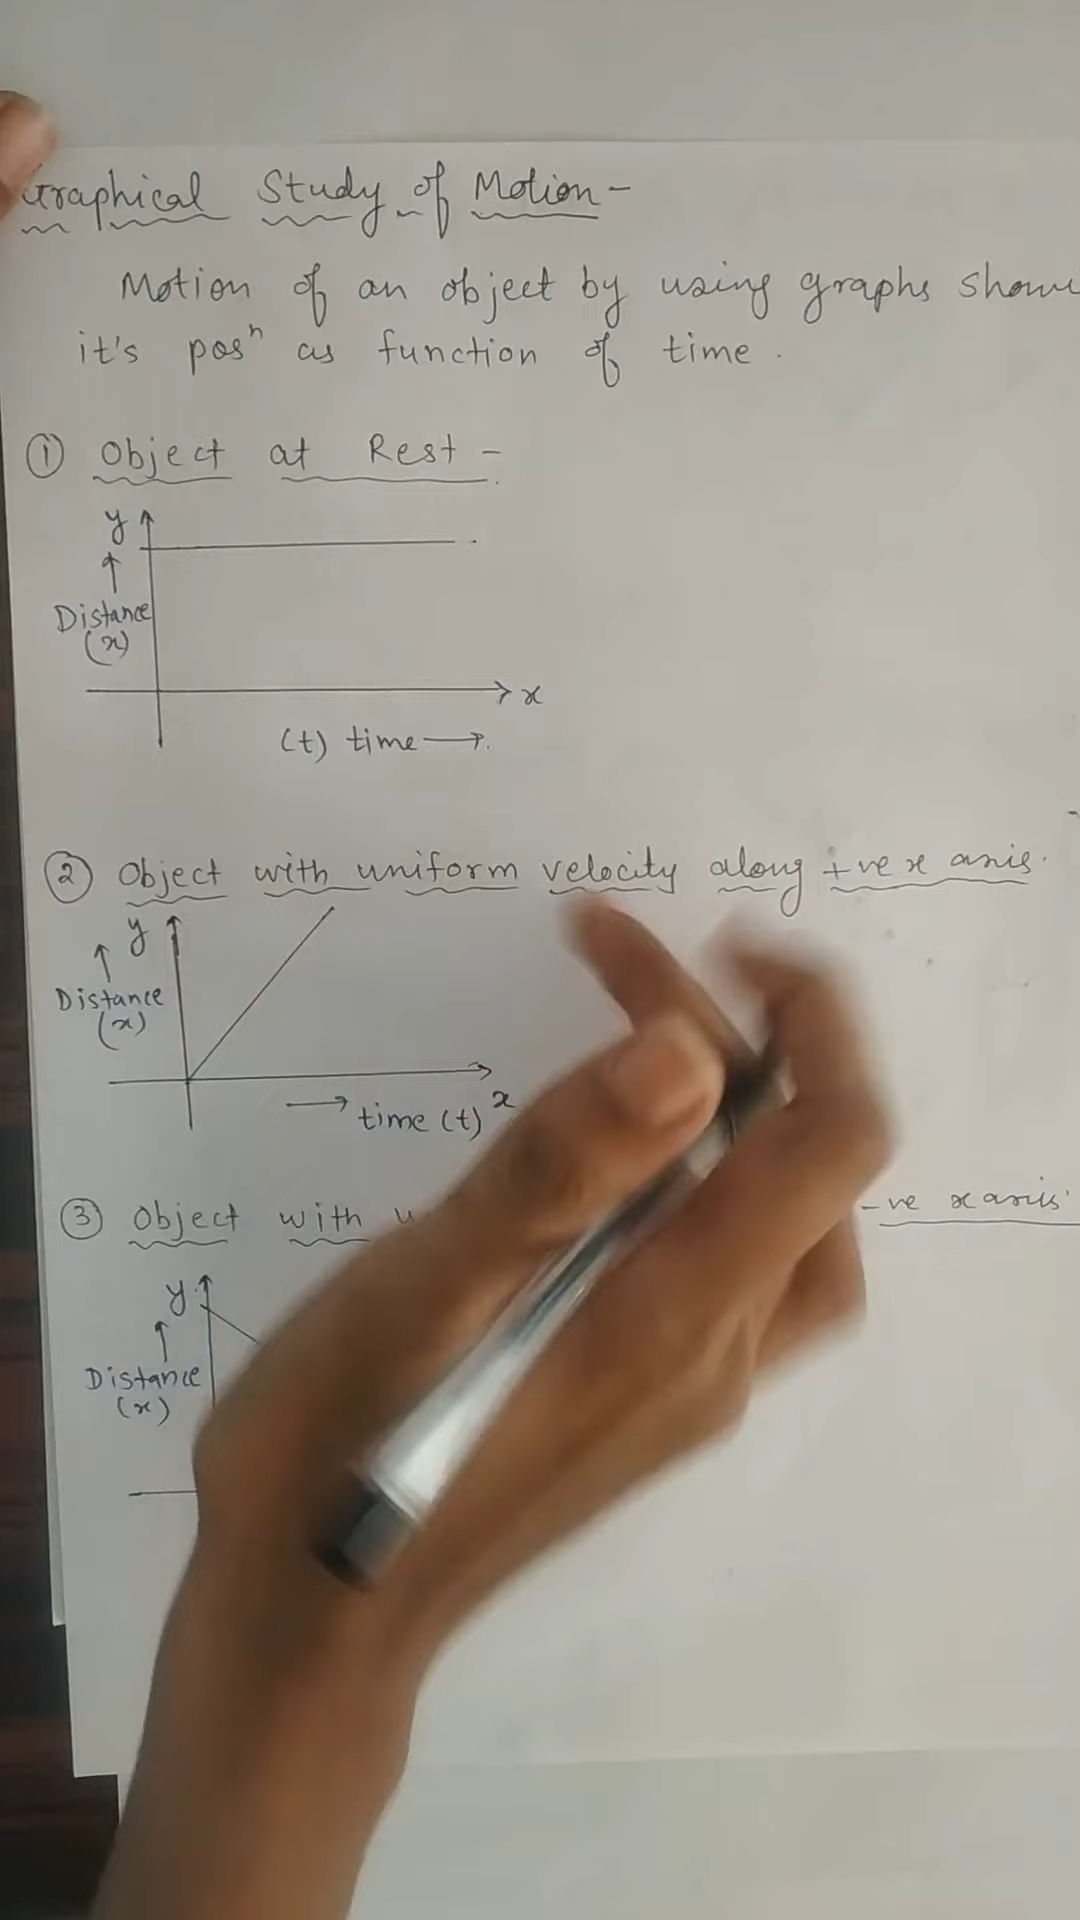 Graphical Study of Motion -
Motion of an object by using graphs shows
it's posⁿ as function of time.
① Object at Rest -
y
Distance
(x)
x
(t) time
② Object with uniform velocity along +ve x axis.
y
Distance
(x)
x
time (t)
③ Object with -ve x axis.
y
Distance
(x)